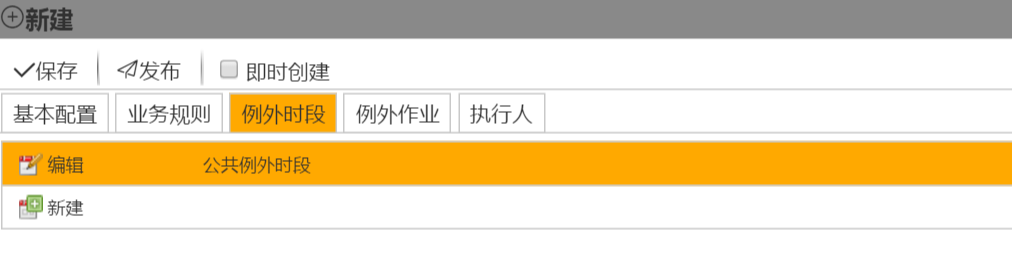 新建
保存 发布 即时创建
基本配置 业务规则 例外时段 例外作业 执行人
编辑 公共例外时段
新建